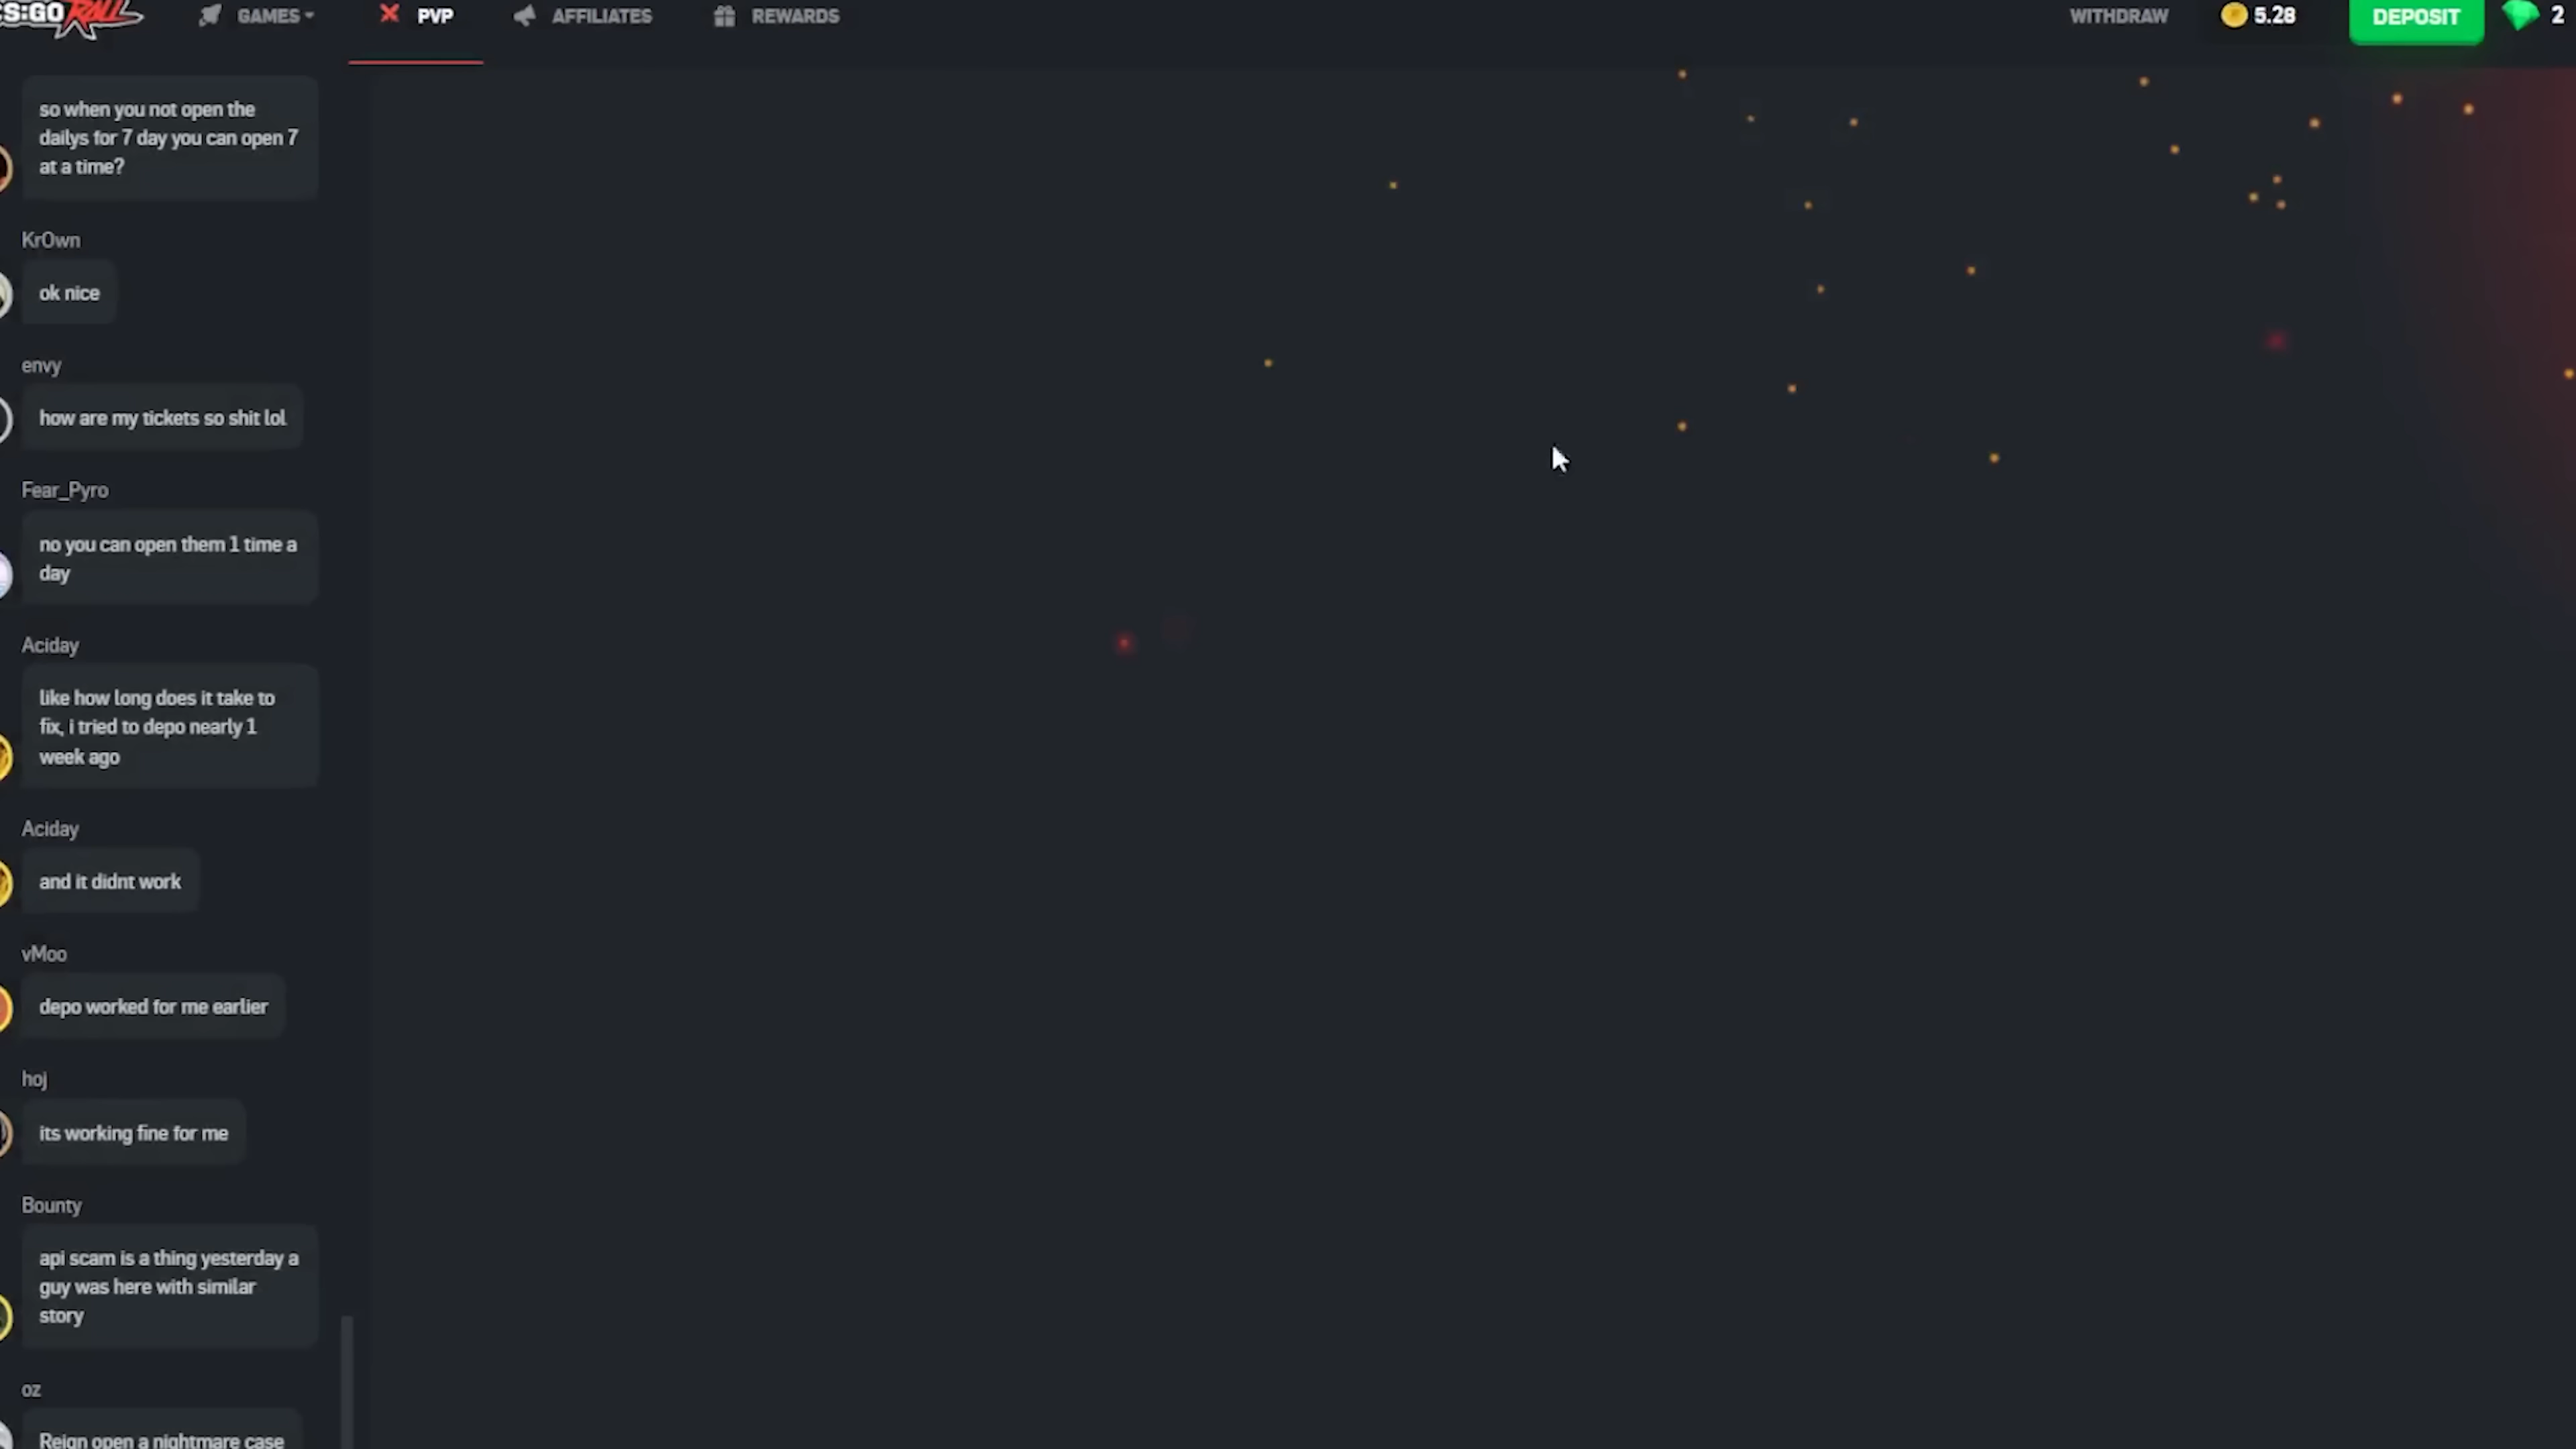 S:GO ROLL
GAMES
PVP
AFFILIATES
REWARDS
WITHDRAW
5.28
DEPOSIT
2
so when you not open the
dailys for 7 day you can open 7
at a time?
KrOwn
ok nice
envy
how are my tickets so shit lol
Fear_Pyro
no you can open them 1 time a
day
Aciday
like how long does it take to
fix, i tried to depo nearly 1
week ago
Aciday
and it didnt work
vMoo
depo worked for me earlier
hoj
its working fine for me
Bounty
api scam is a thing yesterday a
guy was here with similar
story
oz
Reign open a nightmare case